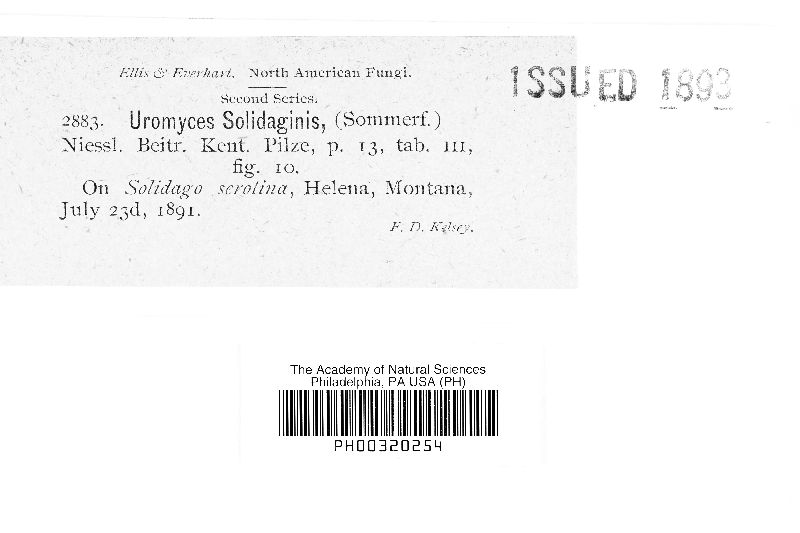 Ellis & Everhart. North American Fungi.
Second Series.
2883. Uromyces Solidaginis, (Sommerf.)
Niessl. Beitr. Kent. Pilze, p. 13, tab. III,
fig. 10.
On Solidago serotina, Helena, Montana,
July 23d, 1891.
F. D. Kelsey.
ISSUED 1893
The Academy of Natural Sciences
Philadelphia, PA USA (PH)
PH00320254